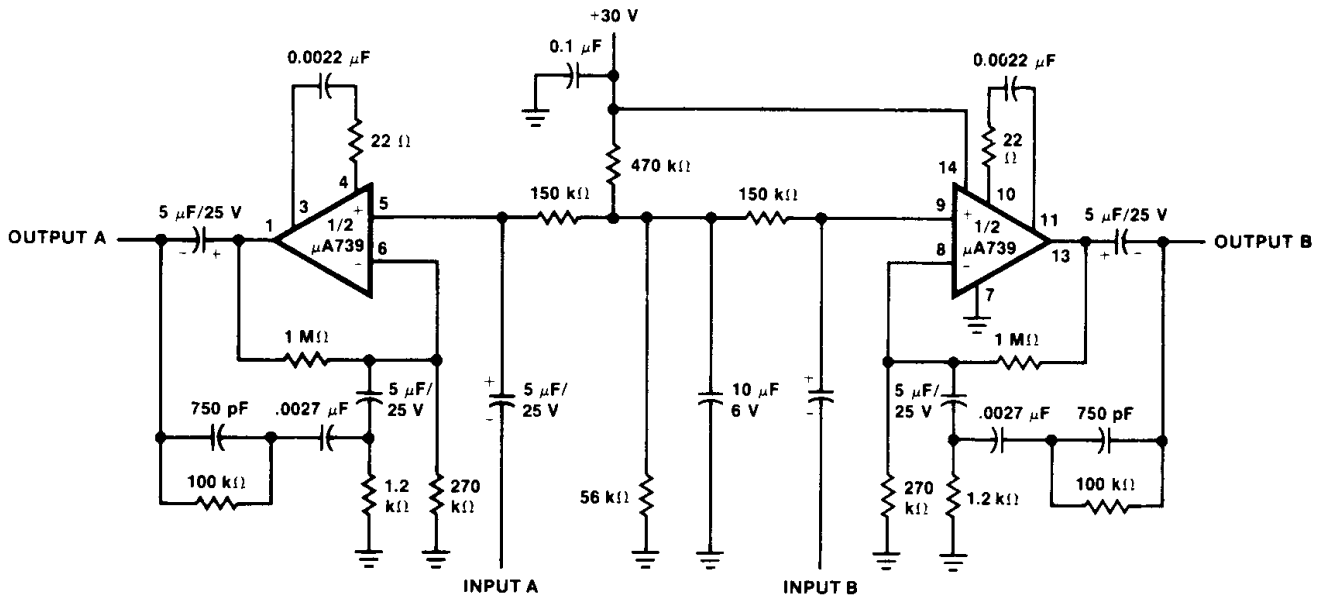 +30 V
0.1 μF
0.0022 μF
0.0022 μF
22 Ω
22
Ω
470 kΩ
14
4
10
3
150 kΩ
150 kΩ
5
9
11
5 μF/25 V
5 μF/25 V
1
+
1/2
μA739
-
6
+
1/2
μA739
-
8
13
7
OUTPUT A
OUTPUT B
- +
+ -
1 MΩ
1 MΩ
5 μF/
25 V
+
5 μF/
25 V
-
10 μF
6 V
+
-
5 μF/
25 V
750 pF
.0027 μF
.0027 μF
750 pF
100 kΩ
1.2
kΩ
270
kΩ
56 kΩ
270
kΩ
1.2 kΩ
100 kΩ
INPUT A
INPUT B